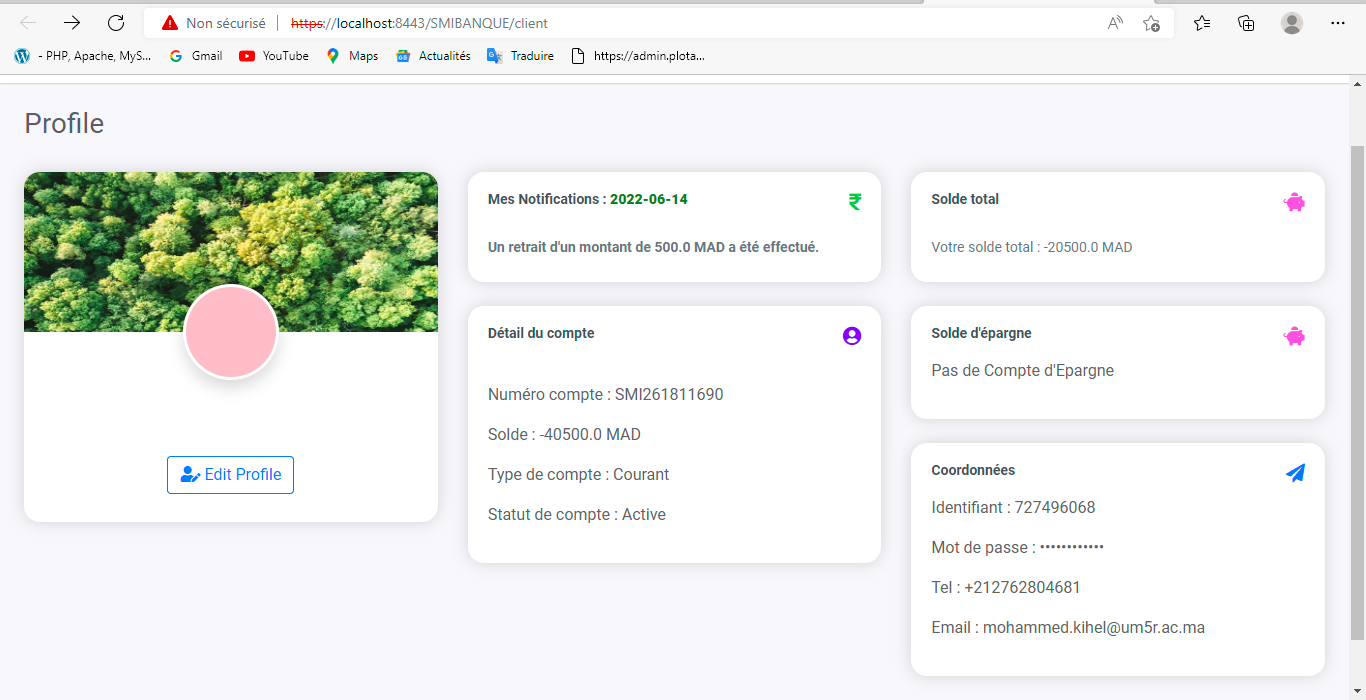 Non sécurisé
https://localhost:8443/SMIBANQUE/client
- PHP, Apache, MyS...
Gmail
YouTube
Maps
Actualités
Traduire
https://admin.plota...
Profile
Edit Profile
Mes Notifications : 2022-06-14
Un retrait d'un montant de 500.0 MAD a été effectué.
Détail du compte
Numéro compte : SMI261811690
Solde : -40500.0 MAD
Type de compte : Courant
Statut de compte : Active
Solde total
Votre solde total : -20500.0 MAD
Solde d'épargne
Pas de Compte d'Epargne
Coordonnées
Identifiant : 727496068
Mot de passe : ••••••••••••
Tel : +212762804681
Email : mohammed.kihel@um5r.ac.ma